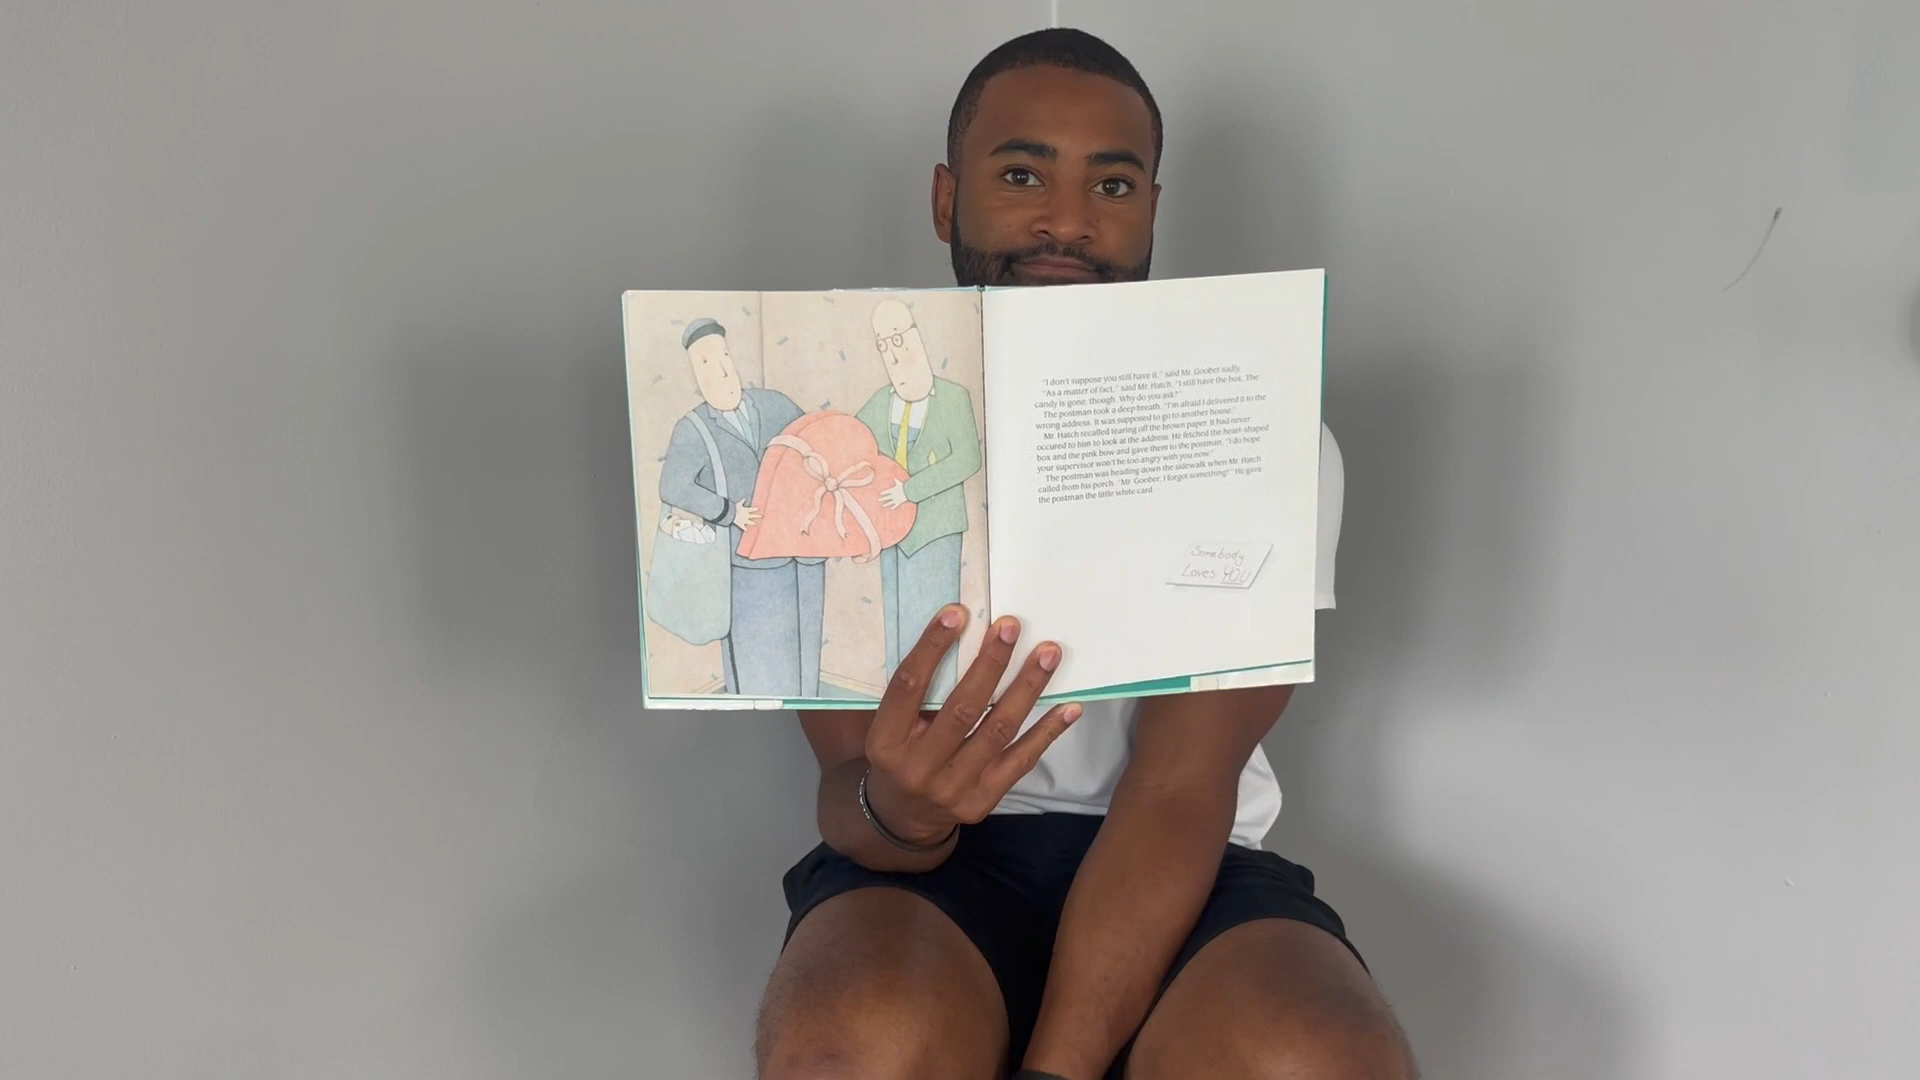 "I don't suppose you still have it," said Mr. Goober sadly.
"As a matter of fact," said Mr. Hatch, "I still have the box. The
candy is gone, though. Why do you ask?"
The postman took a deep breath. "I'm afraid I delivered it to the
wrong address. It was supposed to go to another house."
Mr. Hatch recalled tearing off the brown paper. It had never
occured to him to look at the address. He fetched the heart-shaped
box and the pink bow and gave them to the postman. "I do hope
your supervisor won't be too angry with you now."
The postman was heading down the sidewalk when Mr. Hatch
called from his porch. "Mr. Goober, I forgot something!" He gave
the postman the little white card.
Somebody
Loves YOU